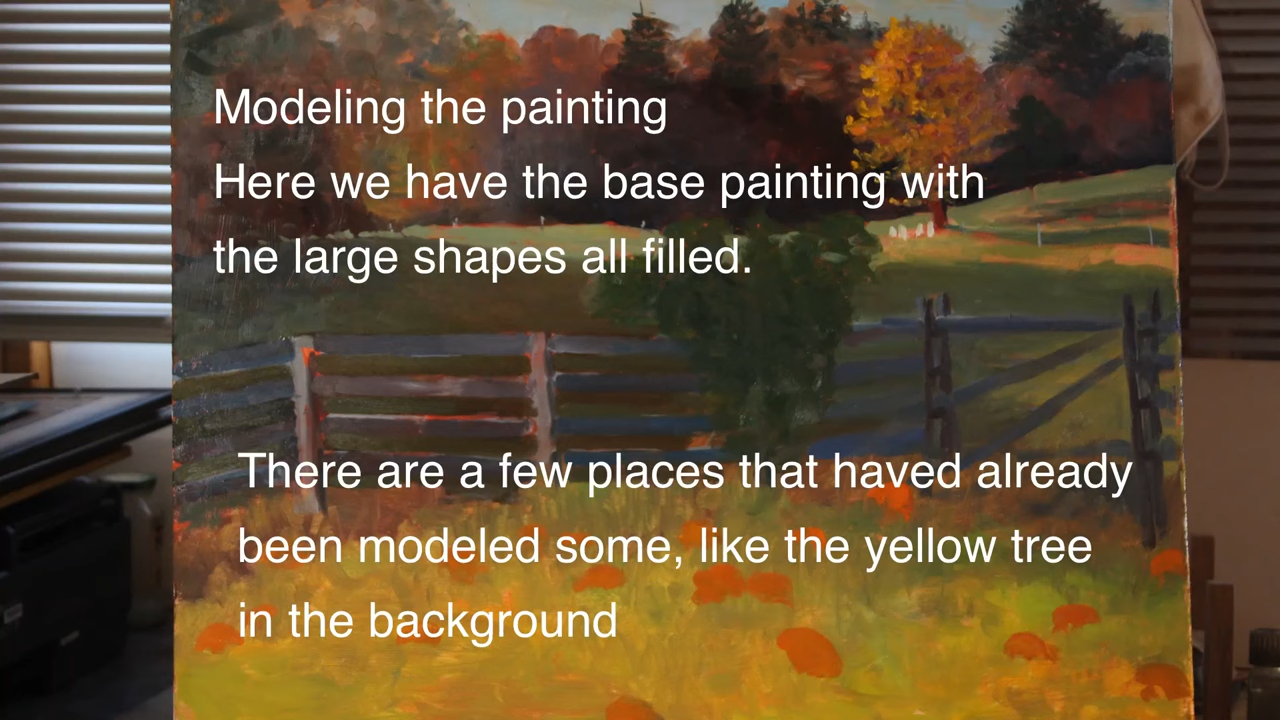 Modeling the painting
Here we have the base painting with
the large shapes all filled.
There are a few places that haved already
been modeled some, like the yellow tree
in the background